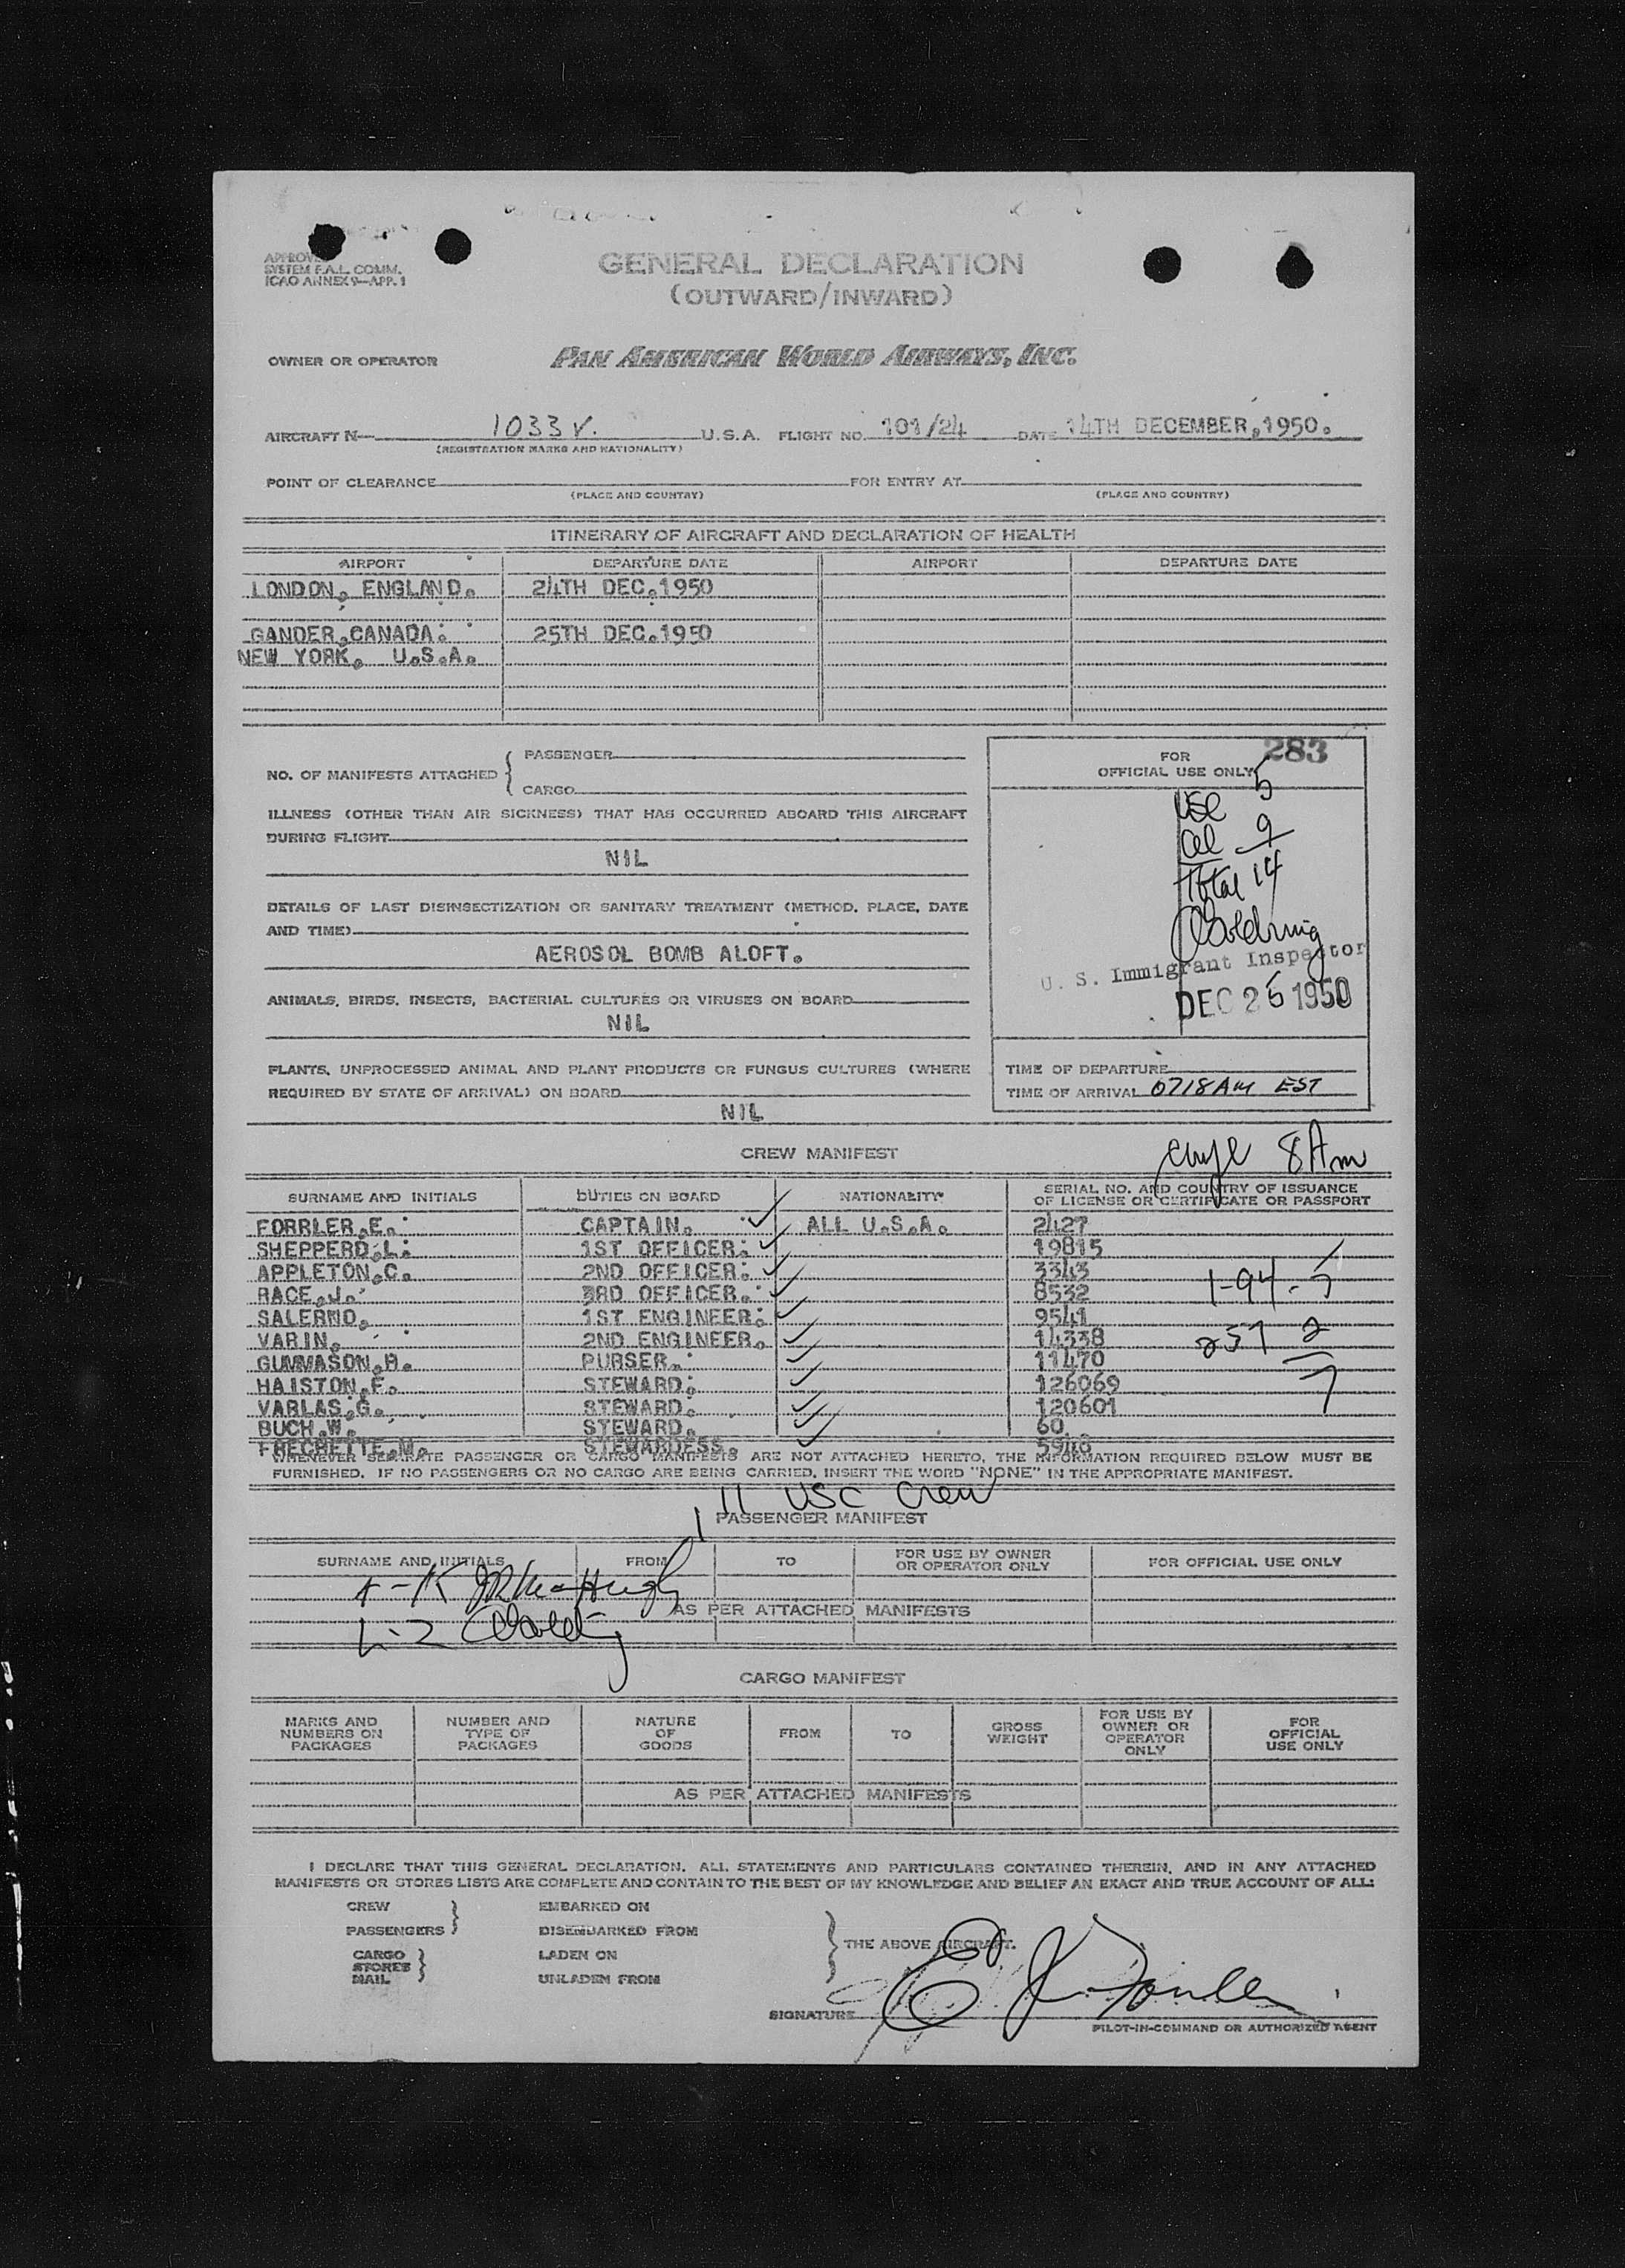 SYSTEM F.A.L. COMM.
ICAO ANNEX 9—APP. 1
GENERAL DECLARATION
(OUTWARD/INWARD)
OWNER OR OPERATOR PAN AMERICAN WORLD AIRWAYS, INC.
AIRCRAFT N— 1033 V. U.S.A. FLIGHT NO. 101/24 DATE 14TH DECEMBER, 1950.
(REGISTRATION MARKS AND NATIONALITY)
POINT OF CLEARANCE FOR ENTRY AT
(PLACE AND COUNTRY) (PLACE AND COUNTRY)
ITINERARY OF AIRCRAFT AND DECLARATION OF HEALTH
AIRPORT DEPARTURE DATE AIRPORT DEPARTURE DATE
LONDON, ENGLAND. 24TH DEC.1950
GANDER,CANADA. 25TH DEC.1950
NEW YORK, U.S.A.
283
NO. OF MANIFESTS ATTACHED { PASSENGER
CARGO
FOR
OFFICIAL USE ONLY
5
USC
9
Total 14
U. S. Immigrant Inspector
DEC 26 1950
ILLNESS (OTHER THAN AIR SICKNESS) THAT HAS OCCURRED ABOARD THIS AIRCRAFT
DURING FLIGHT
NIL
DETAILS OF LAST DISINSECTIZATION OR SANITARY TREATMENT (METHOD, PLACE, DATE
AND TIME)
AEROSOL BOMB ALOFT.
ANIMALS, BIRDS, INSECTS, BACTERIAL CULTURES OR VIRUSES ON BOARD
NIL
PLANTS, UNPROCESSED ANIMAL AND PLANT PRODUCTS OR FUNGUS CULTURES (WHERE
REQUIRED BY STATE OF ARRIVAL) ON BOARD
NIL
TIME OF DEPARTURE
TIME OF ARRIVAL 0718 AM EST
8 Am
CREW MANIFEST
SURNAME AND INITIALS DUTIES ON BOARD NATIONALITY SERIAL NO. AND COUNTRY OF ISSUANCE
OF LICENSE OR CERTIFICATE OR PASSPORT
FORRLER,E. CAPTAIN. ALL U.S.A. 2427
SHEPPERD,L. 1ST OFFICER. 19815
APPLETON,C. 2ND OFFICER. 3343
RACE,J. 3RD OFFICER. 8532
SALERNO, 1ST ENGINEER. 9541
VARIN, 2ND ENGINEER. 14338
GUMMASON,H. PURSER. 11470
HAISTON,F. STEWARD. 126069
VARLAS,G. STEWARD. 120601
BUCH,W. STEWARD. 60
FRECHETTE,M. STEWARDESS. 5948
1-94 - 5
257 2
7
WHENEVER SEPARATE PASSENGER OR CARGO MANIFESTS ARE NOT ATTACHED HERETO, THE INFORMATION REQUIRED BELOW MUST BE
FURNISHED. IF NO PASSENGERS OR NO CARGO ARE BEING CARRIED, INSERT THE WORD "NONE" IN THE APPROPRIATE MANIFEST.
11 USC Crew
PASSENGER MANIFEST
SURNAME AND INITIALS FROM TO FOR USE BY OWNER
OR OPERATOR ONLY FOR OFFICIAL USE ONLY
AS PER ATTACHED MANIFESTS
CARGO MANIFEST
MARKS AND
NUMBERS ON
PACKAGES
NUMBER AND
TYPE OF
PACKAGES
NATURE
OF
GOODS
FROM
TO
GROSS
WEIGHT
FOR USE BY
OWNER OR
OPERATOR
ONLY
FOR
OFFICIAL
USE ONLY
AS PER ATTACHED MANIFESTS
I DECLARE THAT THIS GENERAL DECLARATION, ALL STATEMENTS AND PARTICULARS CONTAINED THEREIN, AND IN ANY ATTACHED
MANIFESTS OR STORES LISTS ARE COMPLETE AND CONTAIN TO THE BEST OF MY KNOWLEDGE AND BELIEF AN EXACT AND TRUE ACCOUNT OF ALL:
CREW EMBARKED ON
PASSENGERS DISEMBARKED FROM
THE ABOVE AIRCRAFT.
CARGO LADEN ON
STORES
MAIL UNLADEN FROM
SIGNATURE
PILOT-IN-COMMAND OR AUTHORIZED AGENT